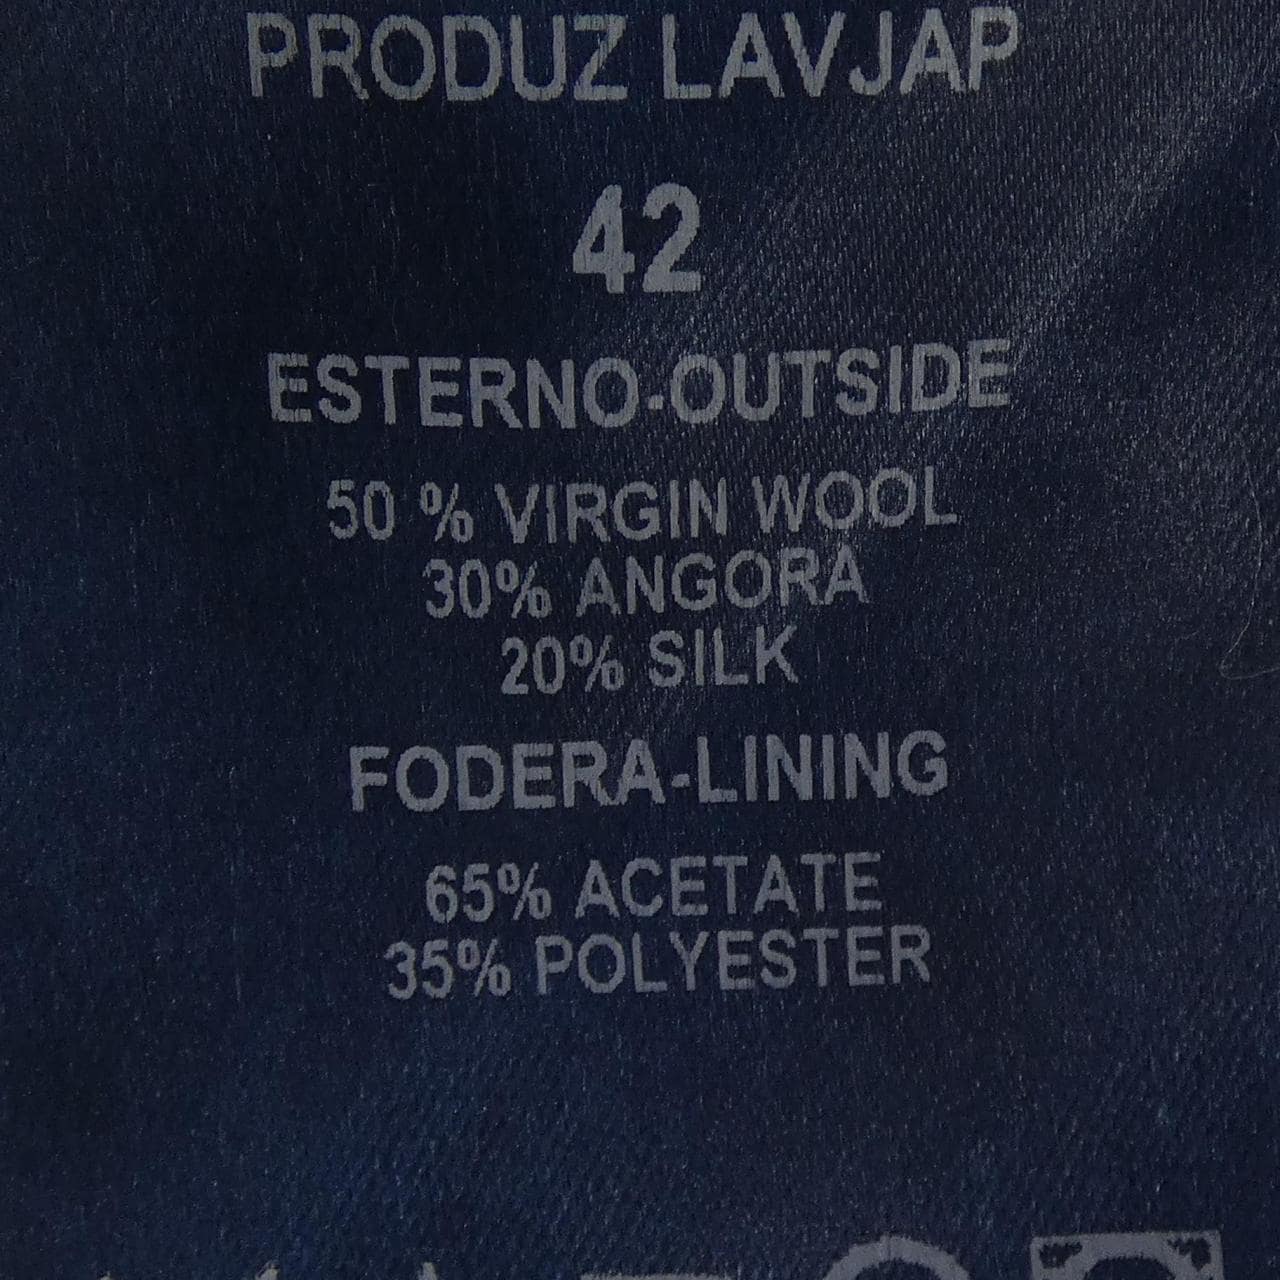 PRODUZ LAVJAP
42
ESTERNO-OUTSIDE
50 % VIRGIN WOOL
30% ANGORA
20% SILK
FODERA-LINING
65% ACETATE
35% POLYESTER